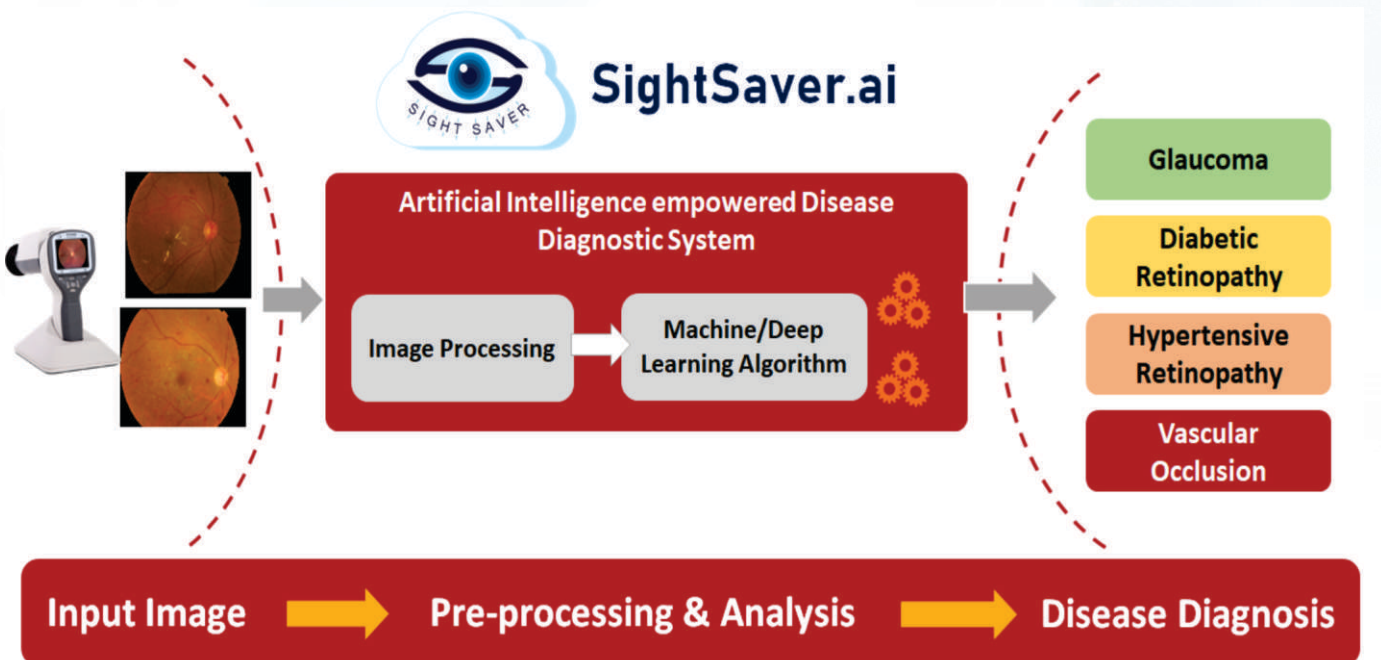 SIGHT SAVER
SightSaver.ai
Artificial Intelligence empowered Disease
Diagnostic System
Image Processing
Machine/Deep
Learning Algorithm
Glaucoma
Diabetic
Retinopathy
Hypertensive
Retinopathy
Vascular
Occlusion
Input Image
Pre-processing & Analysis
Disease Diagnosis